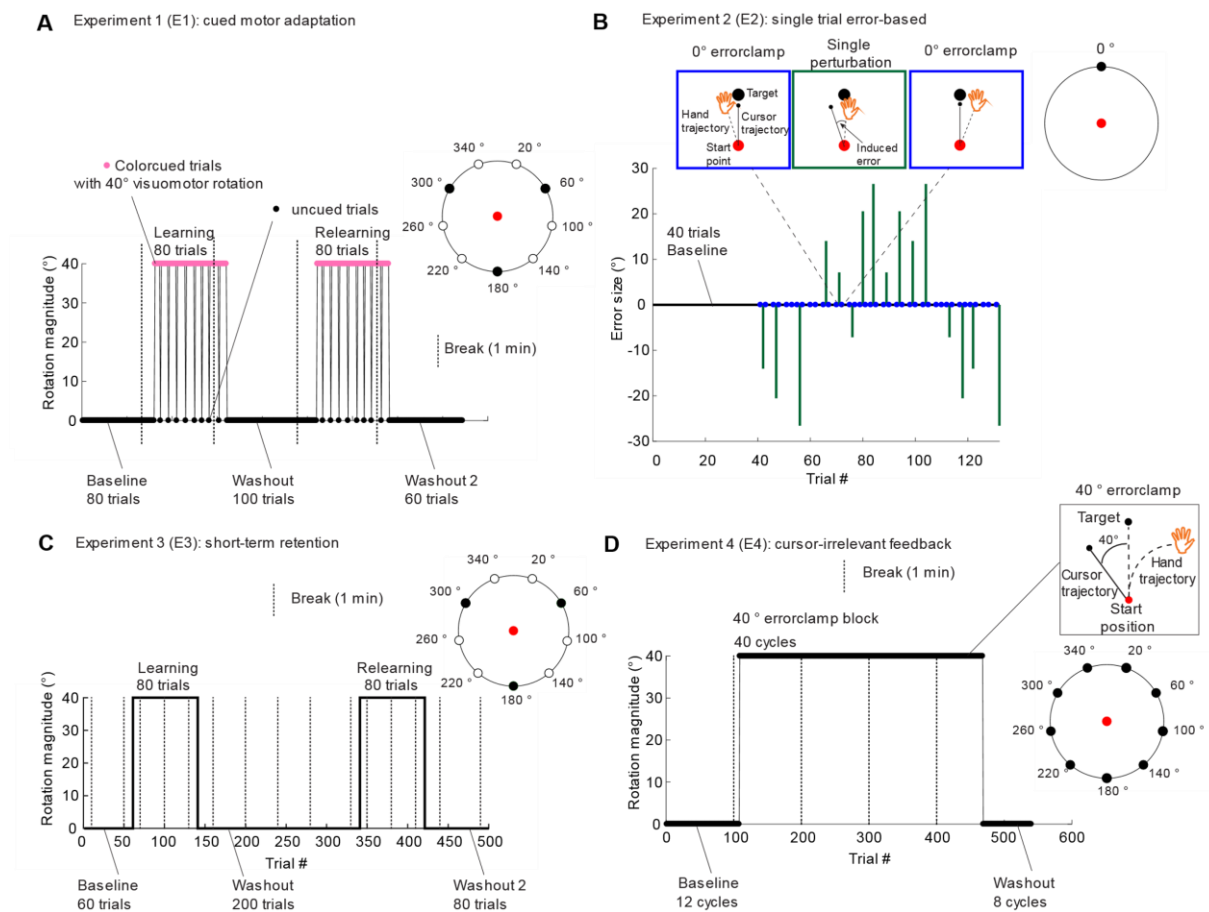 A Experiment 1 (E1): cued motor adaptation
Colorcued trials
with 40° visuomotor rotation
uncued trials
Learning
80 trials
Relearning
80 trials
Rotation magnitude (°)
40
30
20
10
0
Break (1 min)
Baseline
80 trials
Washout
100 trials
Washout 2
60 trials
340 °
20 °
300 °
60 °
260 °
100 °
220 °
140 °
180 °
B Experiment 2 (E2): single trial error-based
0° errorclamp
Single
perturbation
0° errorclamp
Target
Hand
trajectory
Cursor
trajectory
Start
point
Induced
error
0 °
40 trials
Baseline
Error size (°)
30
20
10
0
-10
-20
-30
0 20 40 60 80 100 120
Trial #
C Experiment 3 (E3): short-term retention
Break (1 min)
340 °
20 °
300 °
60 °
260 °
100 °
220 °
140 °
180 °
Learning
80 trials
Relearning
80 trials
Rotation magnitude (°)
40
30
20
10
0
0 50 100 150 200 250 300 350 400 450 500
Trial #
Baseline
60 trials
Washout
200 trials
Washout 2
80 trials
D Experiment 4 (E4): cursor-irrelevant feedback
Break (1 min)
40 ° errorclamp
Target
40°
Cursor
trajectory
Hand
trajectory
Start
position
40 ° errorclamp block
40 cycles
340 °
20 °
300 °
60 °
260 °
100 °
220 °
140 °
180 °
Rotation magnitude (°)
40
30
20
10
0
0 100 200 300 400 500 600
Trial #
Baseline
12 cycles
Washout
8 cycles